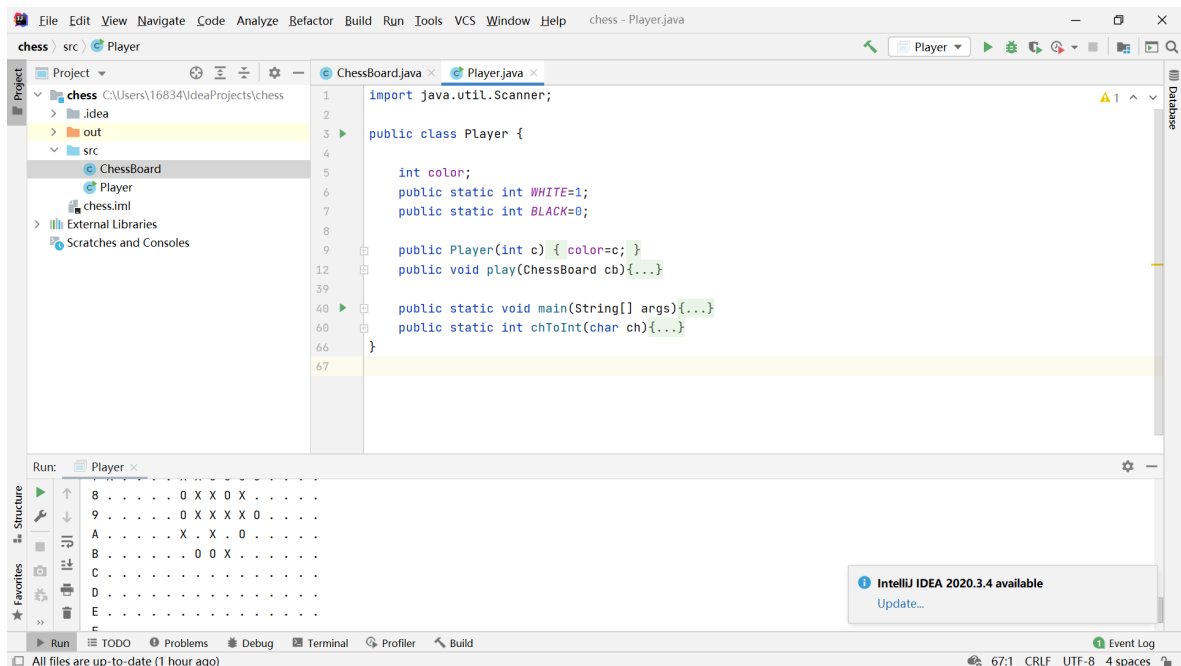 File Edit View Navigate Code Analyze Refactor Build Run Tools VCS Window Help chess - Player.java
chess src Player
Player
Project
Project
ChessBoard.java
Player.java
chess C:\Users\16834\IdeaProjects\chess
.idea
out
src
ChessBoard
Player
chess.iml
External Libraries
Scratches and Consoles
1 import java.util.Scanner;
2
3 public class Player {
4
5 int color;
6 public static int WHITE=1;
7 public static int BLACK=0;
8
9 public Player(int c) { color=c; }
12 public void play(ChessBoard cb){...}
39
40 public static void main(String[] args){...}
60 public static int chToInt(char ch){...}
66 }
67
1
Database
Run: Player
8 . . . . . O X X O X . . . . .
9 . . . . . O X X X X O . . . .
A . . . . . X . X . O . . . . .
B . . . . . . O O X . . . . . .
C . . . . . . . . . . . . . . .
D . . . . . . . . . . . . . . .
E . . . . . . . . . . . . . . .
Structure
Favorites
IntelliJ IDEA 2020.3.4 available
Update...
Run TODO Problems Debug Terminal Profiler Build
1 Event Log
All files are up-to-date (1 hour ago)
67:1 CRLF UTF-8 4 spaces